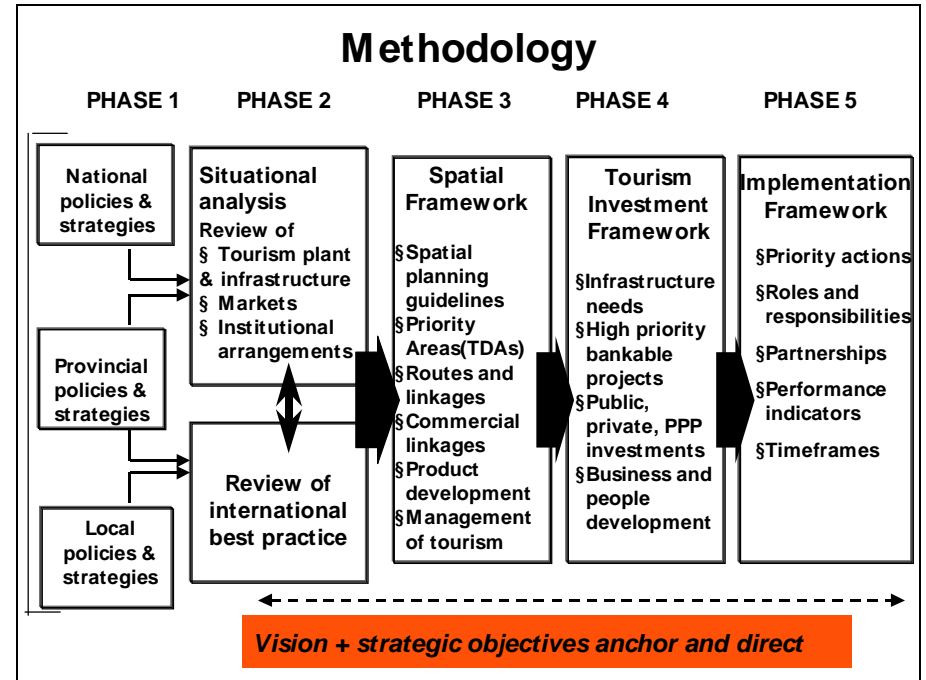 Methodology
PHASE 1 PHASE 2 PHASE 3 PHASE 4 PHASE 5
National
policies &
strategies
Provincial
policies &
strategies
Local
policies &
strategies
Situational
analysis
Review of
§ Tourism plant
& infrastructure
§ Markets
§ Institutional
arrangements
Review of
international
best practice
Spatial
Framework
§Spatial
planning
guidelines
§Priority
Areas(TDAs)
§Routes and
linkages
§Commercial
linkages
§Product
development
§Management
of tourism
Tourism
Investment
Framework
§Infrastructure
needs
§High priority
bankable
projects
§Public,
private, PPP
investments
§Business and
people
development
Implementation
Framework
§Priority actions
§Roles and
responsibilities
§Partnerships
§Performance
indicators
§Timeframes
Vision + strategic objectives anchor and direct